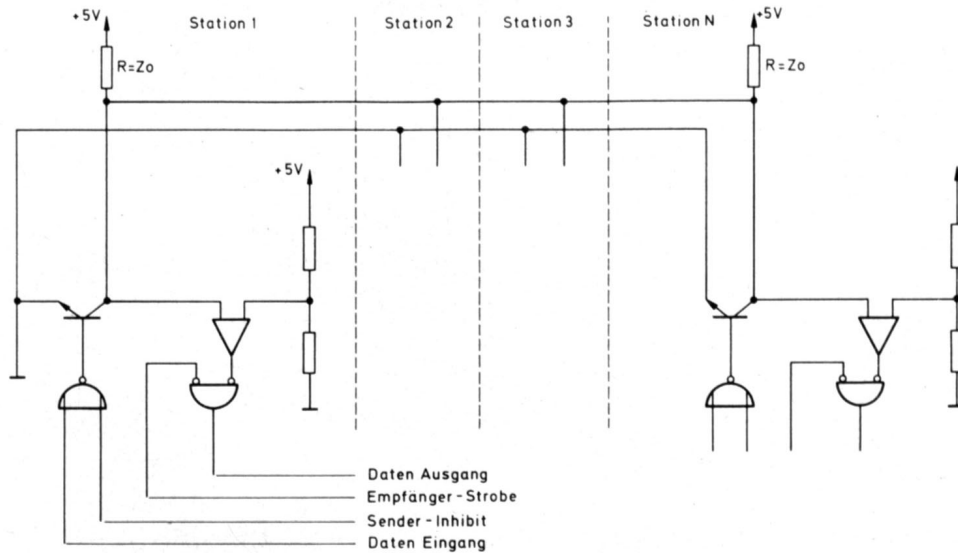 +5V
Station 1
Station 2
Station 3
Station N
+5V
R=Zo
R=Zo
+5V
Daten Ausgang
Empfänger-Strobe
Sender-Inhibit
Daten Eingang